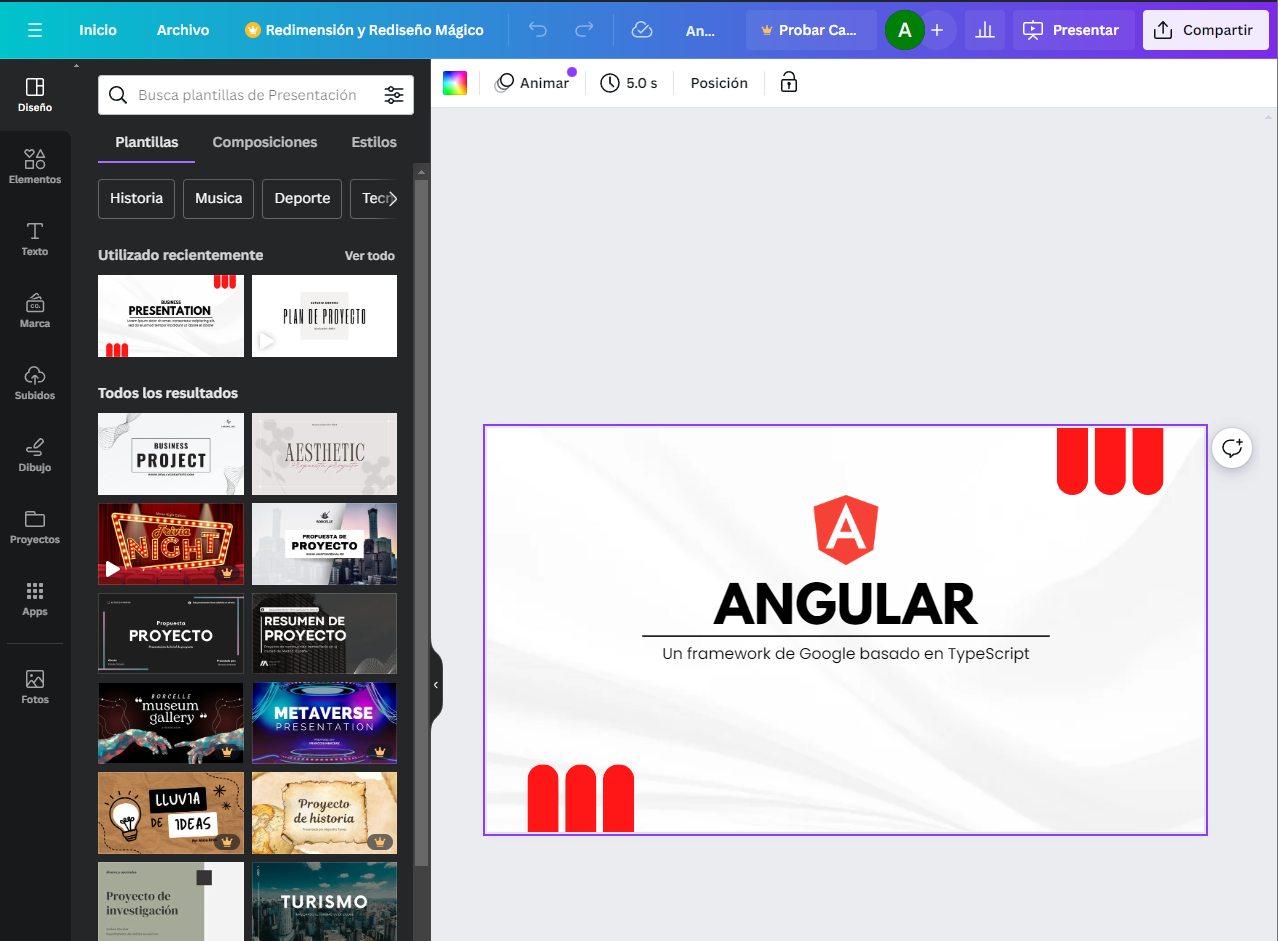 Inicio
Archivo
Redimensión y Rediseño Mágico
An...
Probar Ca...
A
Presentar
Compartir
Diseño
Elementos
Texto
Marca
Subidos
Dibujo
Proyectos
Apps
Fotos
Busca plantillas de Presentación
Plantillas
Composiciones
Estilos
Historia
Musica
Deporte
Utilizado recientemente
Ver todo
BUSINESS
PRESENTATION
PLAN DE PROYECTO
Todos los resultados
BUSINESS
PROJECT
AESTHETIC
Trivia
NIGHT
PROPUESTA DE
PROYECTO
Propuesta
PROYECTO
RESUMEN DE
PROYECTO
BORCELLE
"museum
gallery"
METAVERSE
PRESENTATION
LLUVIA
DE IDEAS
Proyecto
de historia
Proyecto de
investigación
TURISMO
Animar
5.0 s
Posición
A
ANGULAR
Un framework de Google basado en TypeScript